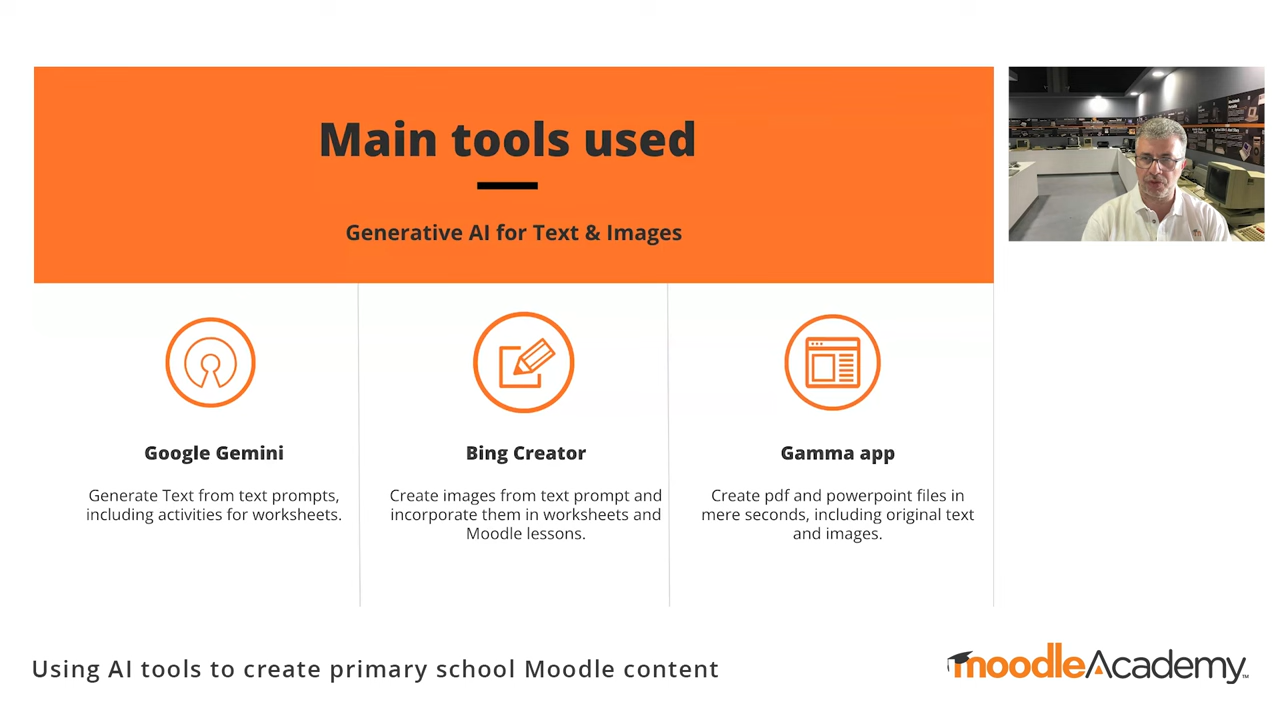 Main tools used
Generative AI for Text & Images
Google Gemini
Generate Text from text prompts,
including activities for worksheets.
Bing Creator
Create images from text prompt and
incorporate them in worksheets and
Moodle lessons.
Gamma app
Create pdf and powerpoint files in
mere seconds, including original text
and images.
Using AI tools to create primary school Moodle content
moodleAcademy™